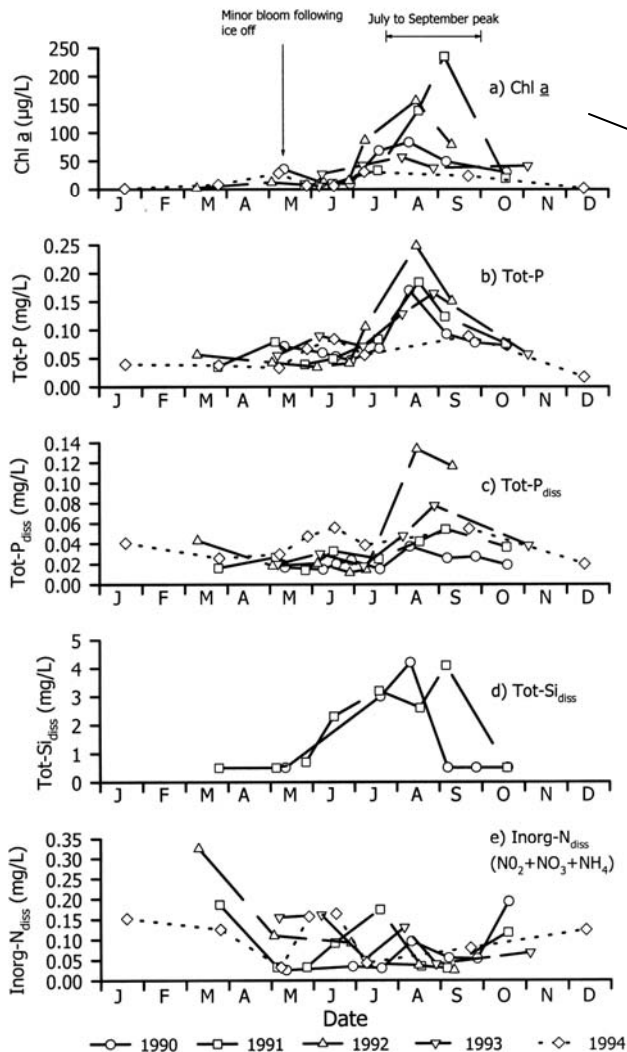 Minor bloom following
ice off
July to September peak
a) Chl a
Chl a (µg/L)
250
200
150
100
50
0
J F M A M J J A S O N D
b) Tot-P
Tot-P (mg/L)
0.25
0.20
0.15
0.10
0.05
0.00
J F M A M J J A S O N D
c) Tot-Pdiss
Tot-Pdiss (mg/L)
0.14
0.12
0.10
0.08
0.06
0.04
0.02
0.00
J F M A M J J A S O N D
d) Tot-Sidiss
Tot-Sidiss (mg/L)
5
4
3
2
1
0
J F M A M J J A S O N D
e) Inorg-Ndiss
(N02+NO3+NH4)
Inorg-Ndiss (mg/L)
0.35
0.30
0.25
0.20
0.15
0.10
0.05
0.00
J F M A M J J A S O N D
Date
1990 1991 1992 1993 1994